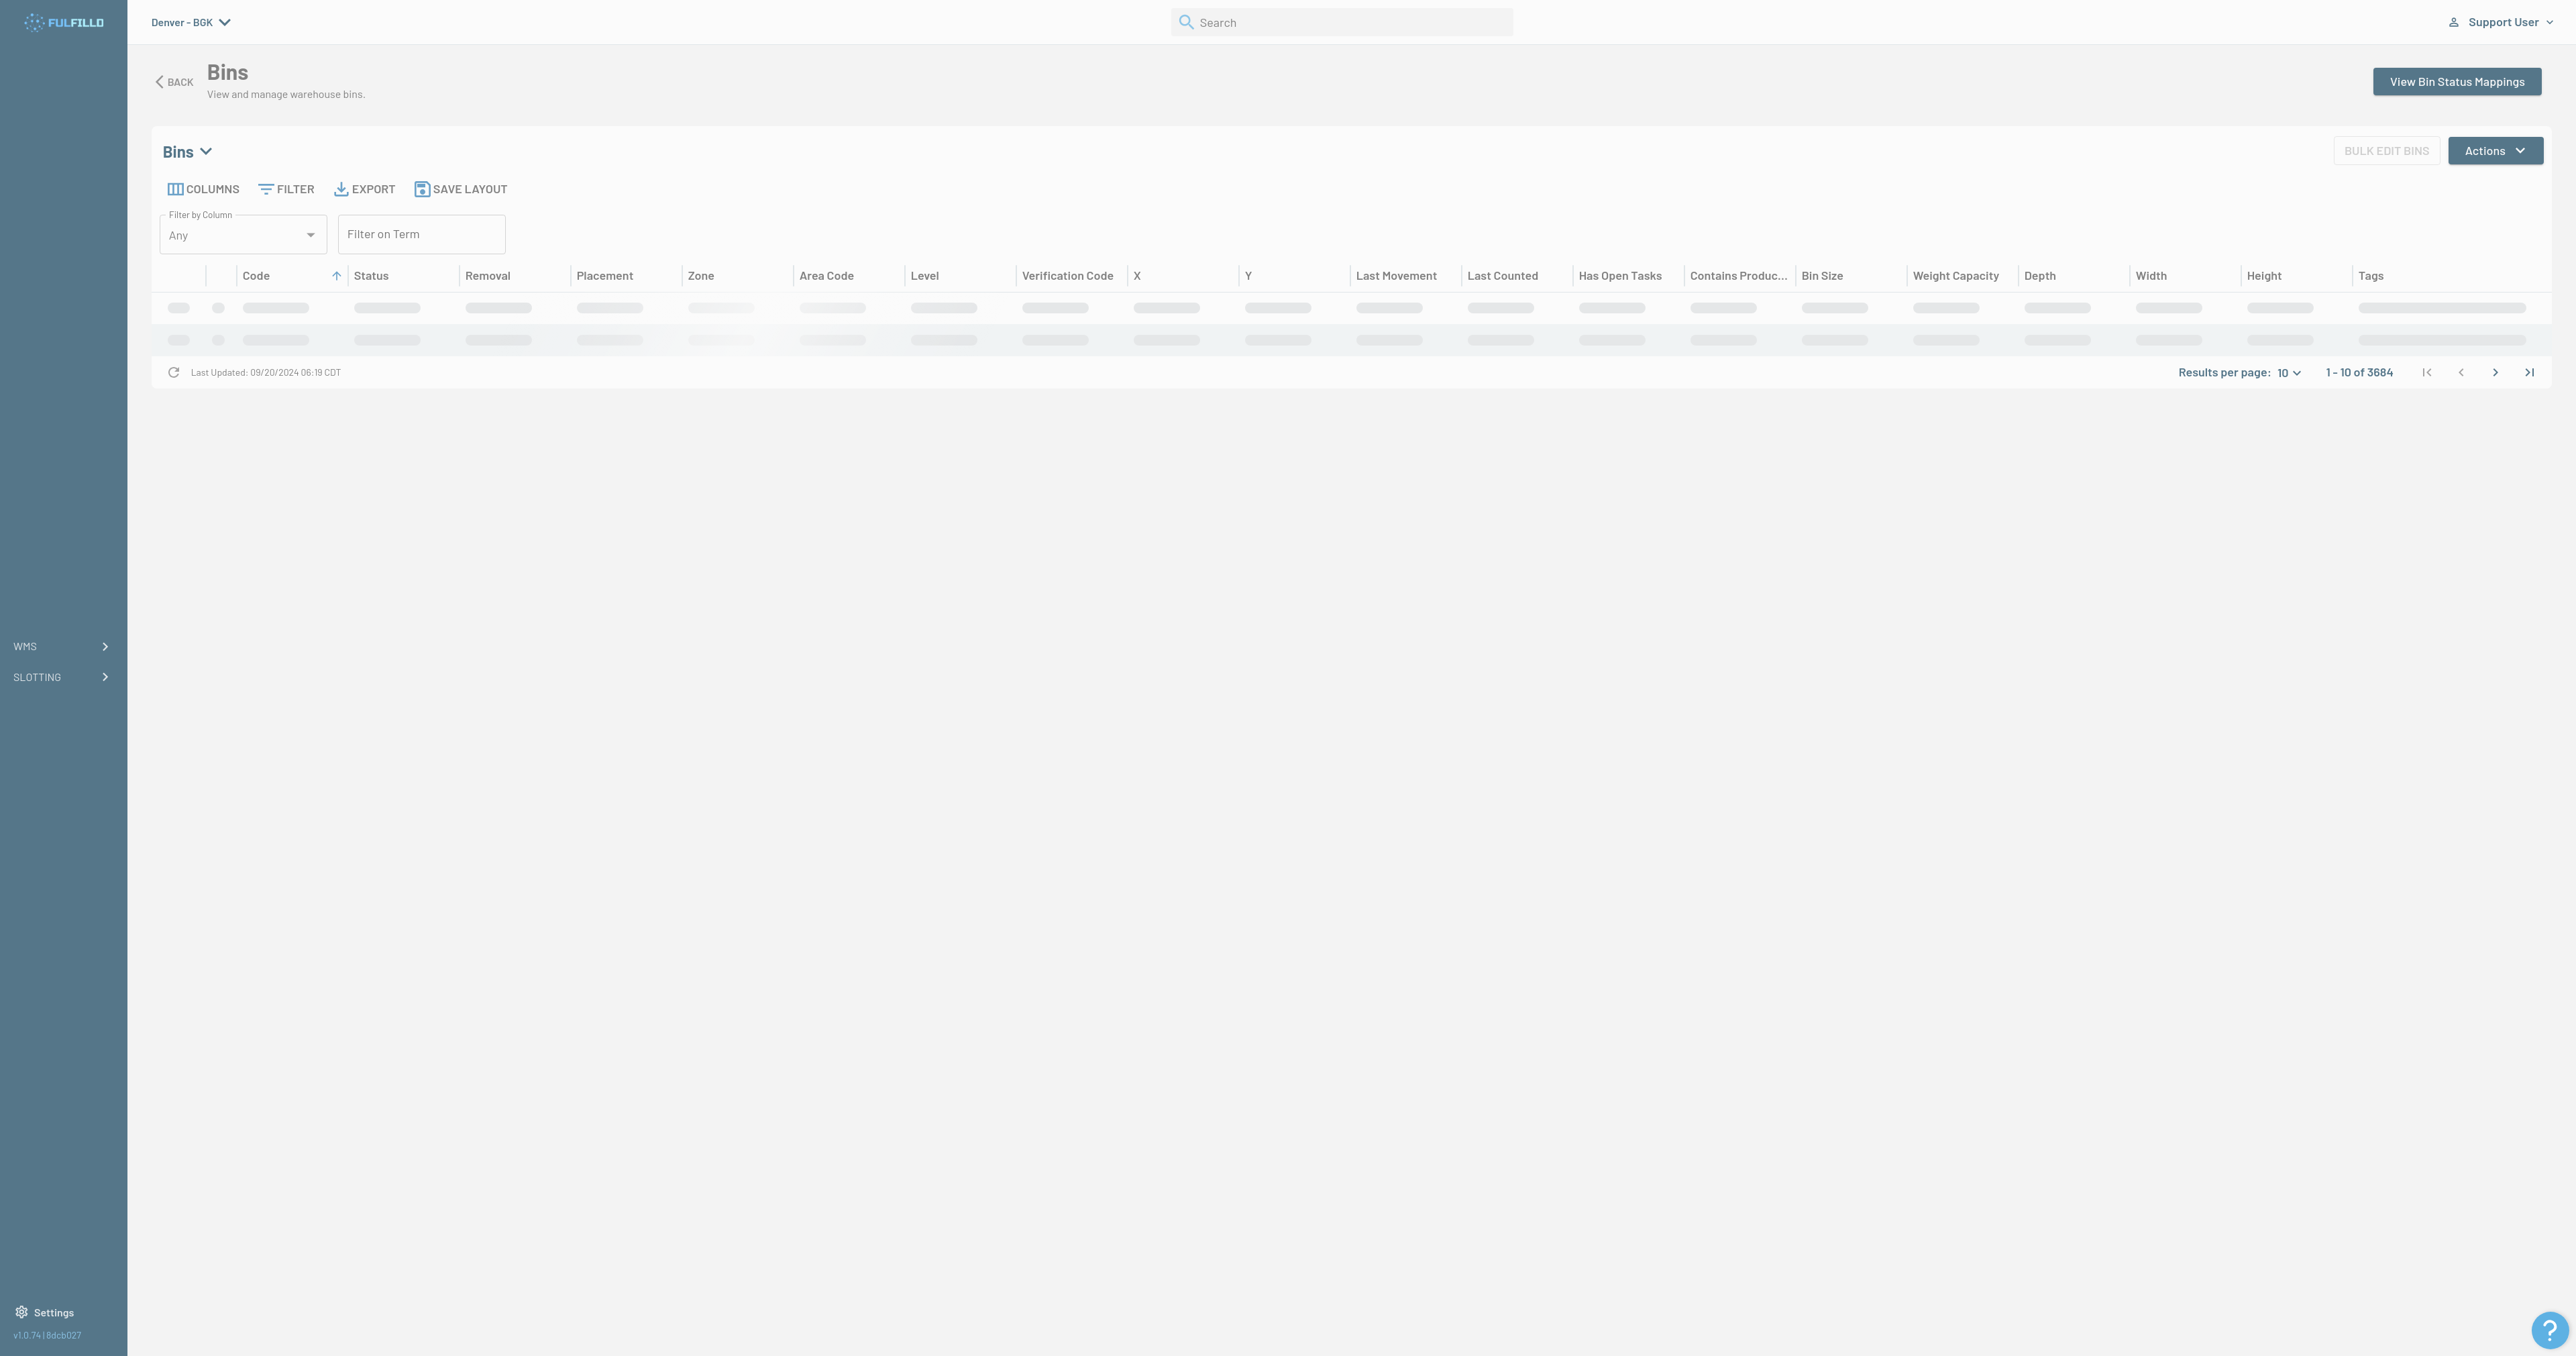 FULFILLD
Denver - BGK
Search
Support User
BACK
Bins
View and manage warehouse bins.
View Bin Status Mappings
Bins
BULK EDIT BINS
Actions
COLUMNS FILTER EXPORT SAVE LAYOUT
Filter by Column
Any
Filter on Term
Code Status Removal Placement Zone Area Code Level Verification Code X Y Last Movement Last Counted Has Open Tasks Contains Produc... Bin Size Weight Capacity Depth Width Height Tags
Last Updated: 09/20/2024 06:19 CDT
Results per page: 10 1 - 10 of 3684
WMS
SLOTTING
Settings
v1.0.74 | 8dcb027